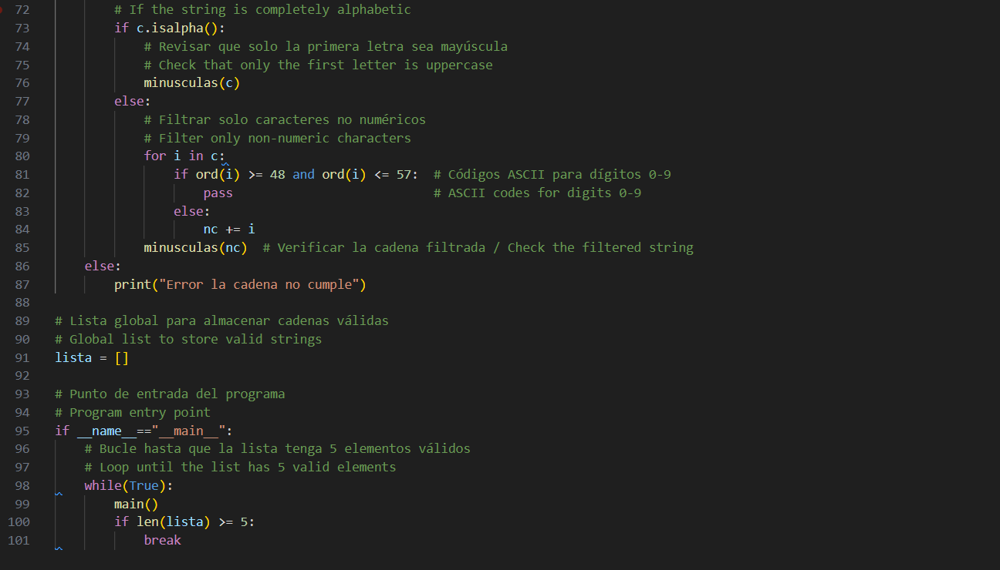 72 # If the string is completely alphabetic
73 if c.isalpha():
74 # Revisar que solo la primera letra sea mayúscula
75 # Check that only the first letter is uppercase
76 minusculas(c)
77 else:
78 # Filtrar solo caracteres no numéricos
79 # Filter only non-numeric characters
80 for i in c:
81 if ord(i) >= 48 and ord(i) <= 57:  # Códigos ASCII para dígitos 0-9
82 pass # ASCII codes for digits 0-9
83 else:
84 nc += i
85 minusculas(nc)  # Verificar la cadena filtrada / Check the filtered string
86 else:
87 print("Error la cadena no cumple")
88
89 # Lista global para almacenar cadenas válidas
90 # Global list to store valid strings
91 lista = []
92
93 # Punto de entrada del programa
94 # Program entry point
95 if __name__=="__main__":
96 # Bucle hasta que la lista tenga 5 elementos válidos
97 # Loop until the list has 5 valid elements
98 while(True):
99 main()
100 if len(lista) >= 5:
101 break